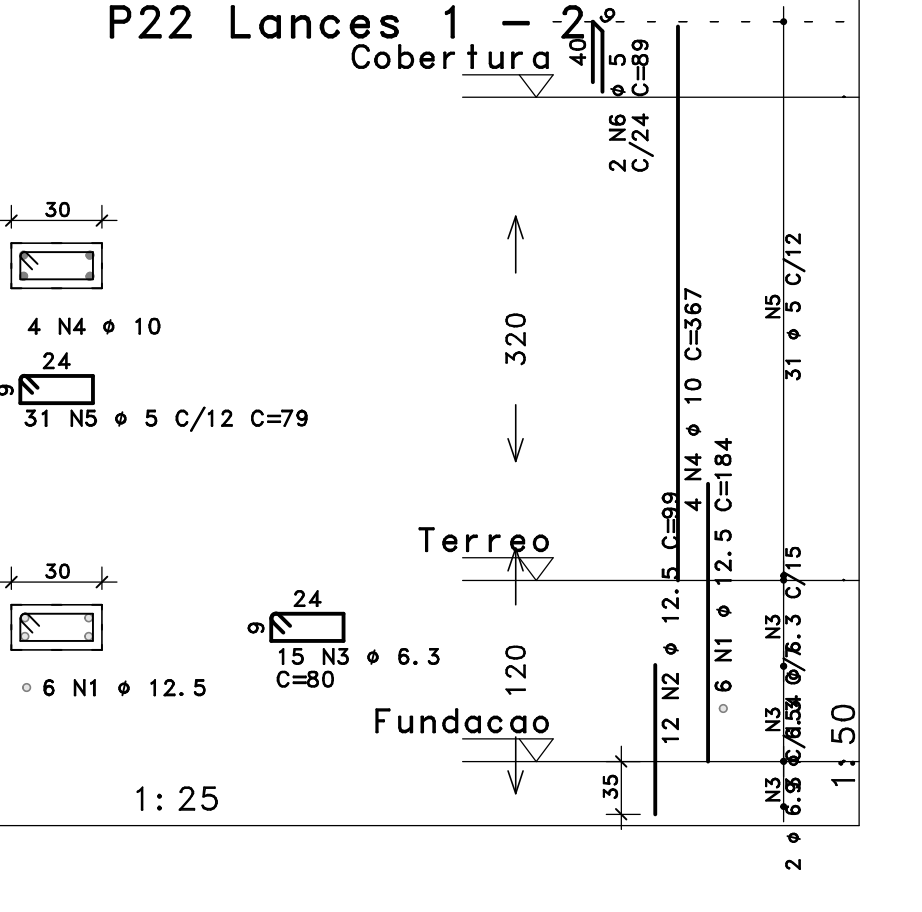 P22 Lances 1 - 2
Cobertura
40
9
2 N6 ø 5
C/24 C=89
30
4 N4 ø 10
24
9
31 N5 ø 5 C/12 C=79
320
4 N4 ø 10 C=367
N5
31 ø 5 C/12
Terreo
30
24
9
15 N3 ø 6.3
C=80
6 N1 ø 12.5
120
12 N2 ø 12.5 C=99
6 N1 ø 12.5 C=184
N3
N3
N3
Fundacao
35
1:25
1:50